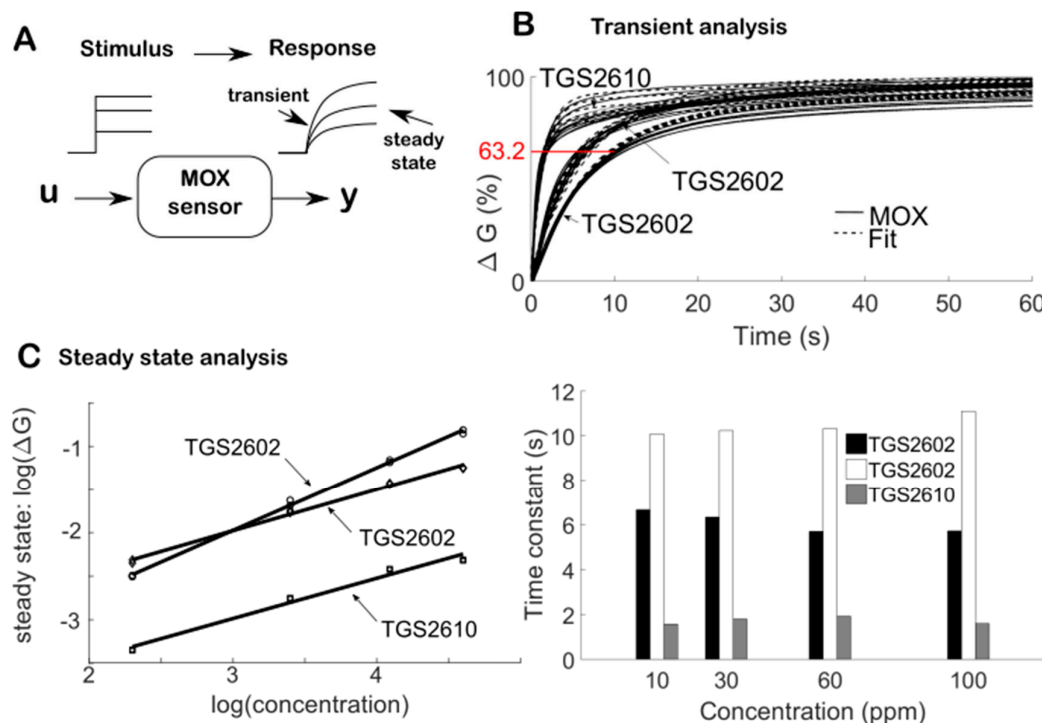 A
Stimulus
Response
transient
steady
state
u
MOX
sensor
y
B
Transient analysis
100
TGS2610
63.2
TGS2602
TGS2602
MOX
Fit
Δ G (%)
0
0
10
20
30
40
50
60
Time (s)
C Steady state analysis
-1
TGS2602
-2
TGS2602
-3
TGS2610
steady state: log(ΔG)
2
3
4
5
log(concentration)
12
10
8
6
4
2
0
Time constant (s)
TGS2602
TGS2602
TGS2610
10
30
60
100
Concentration (ppm)